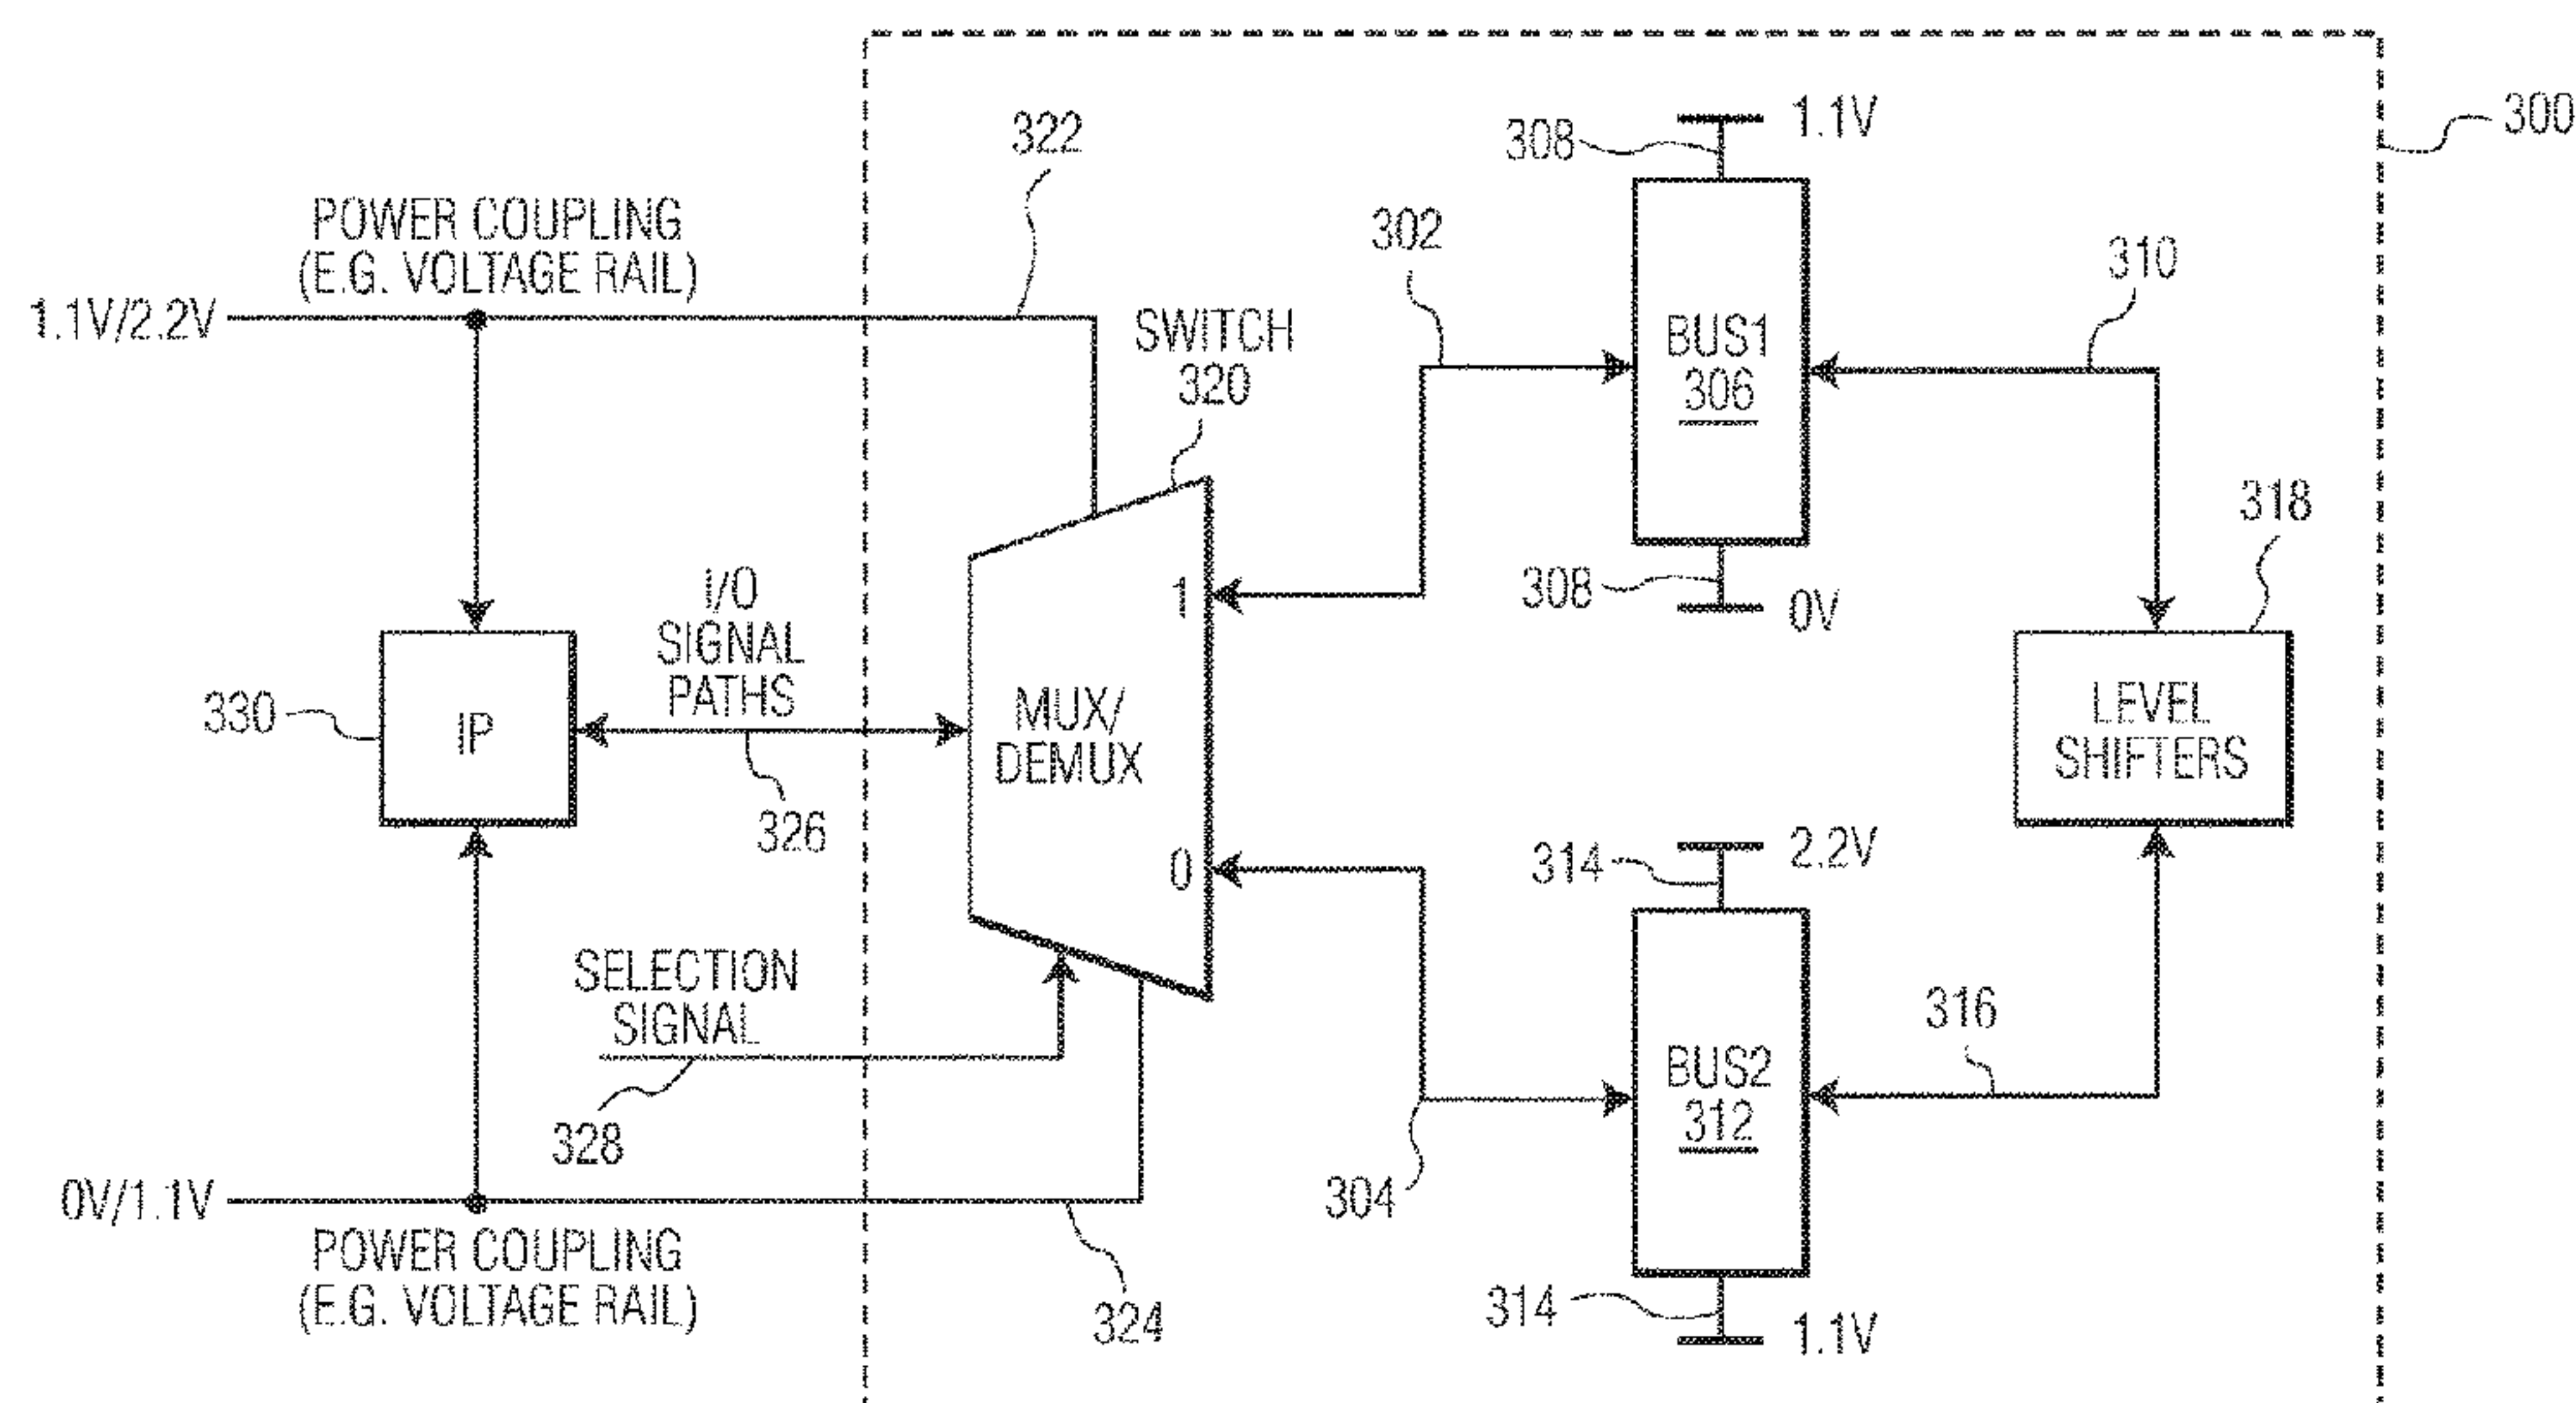 300
322
308
1.1V
POWER COUPLING
(E.G. VOLTAGE RAIL)
302
310
1.1V/2.2V
SWITCH
320
BUS1
306
318
I/O
SIGNAL
PATHS
1
308
0V
330
IP
MUX/
DEMUX
LEVEL
SHIFTERS
326
314
2.2V
0
SELECTION
SIGNAL
316
328
BUS2
312
0V/1.1V
304
POWER COUPLING
(E.G. VOLTAGE RAIL)
324
314
1.1V